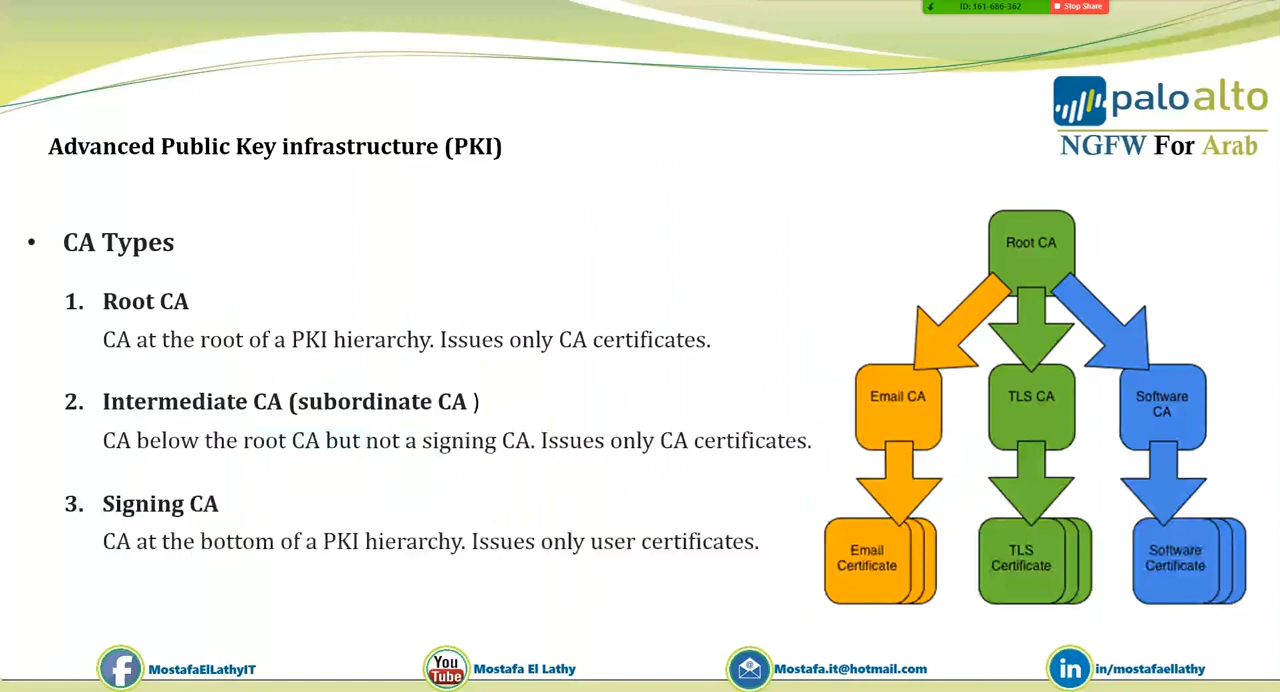 ID: 161-686-362
Stop Share
paloalto
NGFW For Arab
Advanced Public Key infrastructure (PKI)
• CA Types
1. Root CA
CA at the root of a PKI hierarchy. Issues only CA certificates.
2. Intermediate CA (subordinate CA )
CA below the root CA but not a signing CA. Issues only CA certificates.
3. Signing CA
CA at the bottom of a PKI hierarchy. Issues only user certificates.
Root CA
Email CA
TLS CA
Software
CA
Email
Certificate
TLS
Certificate
Software
Certificate
f
MostafaElLathyIT
You
Tube
Mostafa El Lathy
Mostafa.it@hotmail.com
in
in/mostafaellathy